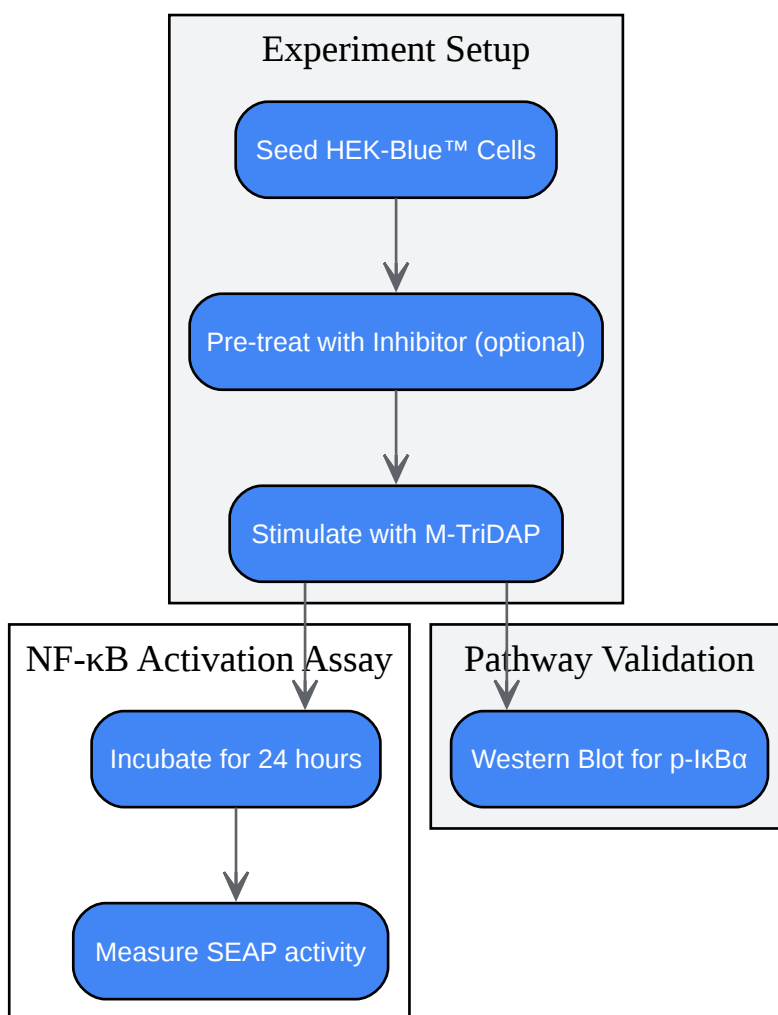 Experiment Setup
Seed HEK-Blue™ Cells
Pre-treat with Inhibitor (optional)
Stimulate with M-TriDAP
NF-κB Activation Assay
Incubate for 24 hours
Measure SEAP activity
Pathway Validation
Western Blot for p-IκBα